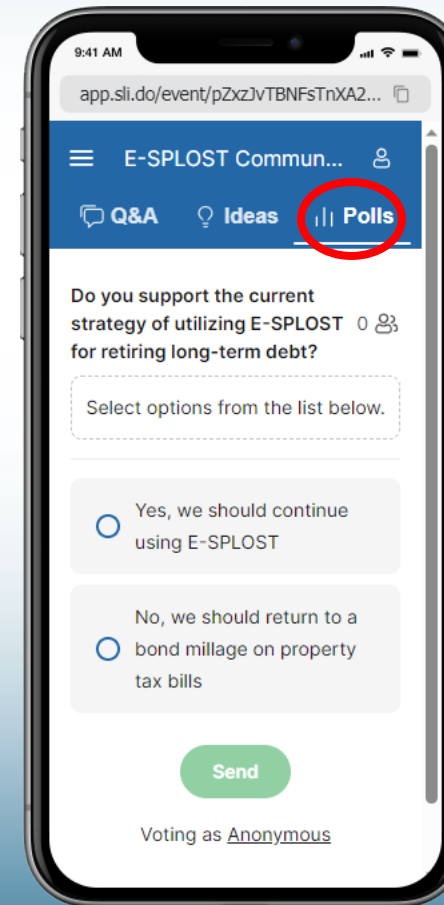 9:41 AM
app.sli.do/event/pZxzJvTBNFsTnXA2...
E-SPLOST Commun...
Q&A Ideas Polls
Do you support the current
strategy of utilizing E-SPLOST 0
for retiring long-term debt?
Select options from the list below.
Yes, we should continue
using E-SPLOST
No, we should return to a
bond millage on property
tax bills
Send
Voting as Anonymous